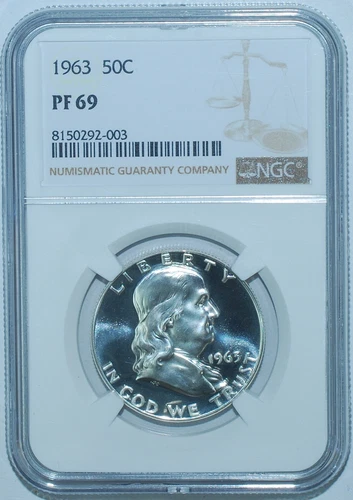 1963 50C
PF 69
8150292-003
NUMISMATIC GUARANTY COMPANY
NGC
LIBERTY
1963
IN GOD WE TRUST